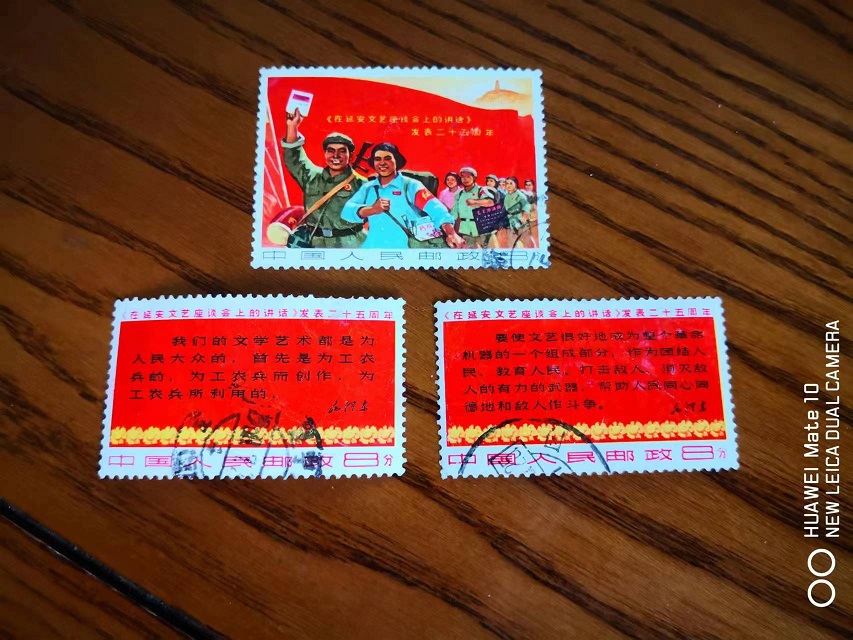 《在延安文艺座谈会上的讲话》
发表二十五周年
中国人民邮政8
《在延安文艺座谈会上的讲话》发表二十五周年
我们的文学艺术都是为
人民大众的，首先是为工农
兵的，为工农兵而创作，为
工农兵所利用的。
毛泽东
中国人民邮政8分
《在延安文艺座谈会上的讲话》发表二十五周年
要使文艺很好地成为整个革命
机器的一个组成部分，作为团结人
民、教育人民、打击敌人、消灭敌
人的有力的武器，帮助人民同心同
德地和敌人作斗争。
毛泽东
中国人民邮政8分
HUAWEI Mate 10
NEW LEICA DUAL CAMERA